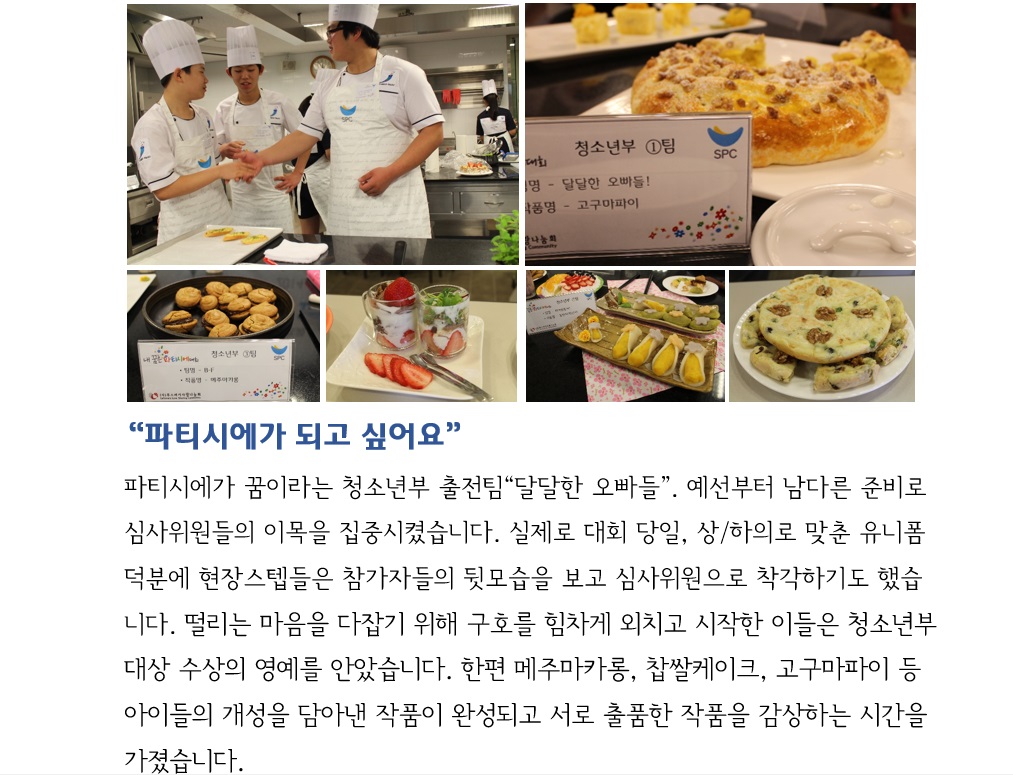 SPC
청소년부 ①팀
SPC
대회
팀명 - 달달한 오빠들!
작품명 - 고구마파이
내 꿈은 파티시에
청소년부 ③팀
SPC
• 팀명 - B·F
• 작품명 - 메주마카롱
“파티시에가 되고 싶어요”
파티시에가 꿈이라는 청소년부 출전팀“달달한 오빠들”. 예선부터 남다른 준비로
심사위원들의 이목을 집중시켰습니다. 실제로 대회 당일, 상/하의로 맞춘 유니폼
덕분에 현장스텝들은 참가자들의 뒷모습을 보고 심사위원으로 착각하기도 했습
니다. 떨리는 마음을 다잡기 위해 구호를 힘차게 외치고 시작한 이들은 청소년부
대상 수상의 영예를 안았습니다. 한편 메주마카롱, 찹쌀케이크, 고구마파이 등
아이들의 개성을 담아낸 작품이 완성되고 서로 출품한 작품을 감상하는 시간을
가졌습니다.